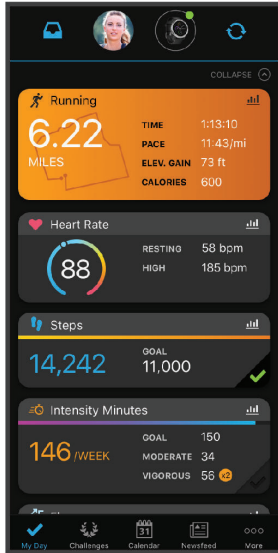 COLLAPSE
Running
6.22
MILES
TIME 1:13:10
PACE 11:43/mi
ELEV. GAIN 73 ft
CALORIES 600
Heart Rate
88
RESTING 58 bpm
HIGH 185 bpm
Steps
14,242
GOAL
11,000
Intensity Minutes
146 /WEEK
GOAL 150
MODERATE 34
VIGOROUS 56 x2
My Day
Challenges
31
Calendar
Newsfeed
More